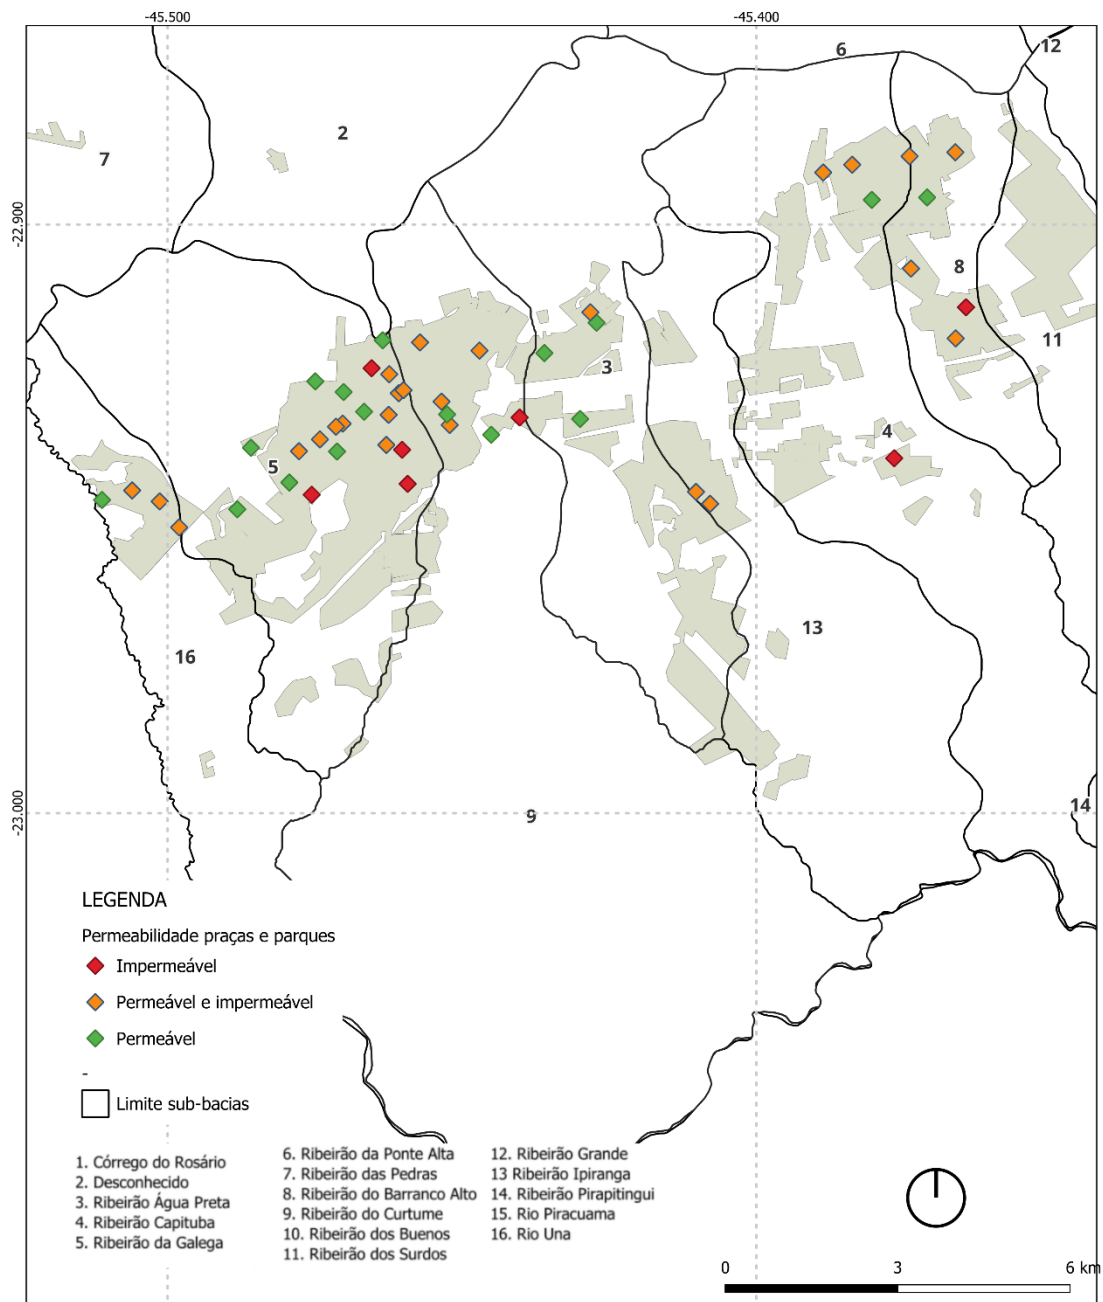 -45.500
-45.400
12
6
2
7
-22.900
8
11
3
4
5
13
16
14
-23.000
9
LEGENDA
Permeabilidade praças e parques
Impermeável
Permeável e impermeável
Permeável
-
Limite sub-bacias
1. Córrego do Rosário
2. Desconhecido
3. Ribeirão Água Preta
4. Ribeirão Capituba
5. Ribeirão da Galega
6. Ribeirão da Ponte Alta
7. Ribeirão das Pedras
8. Ribeirão do Barranco Alto
9. Ribeirão do Curtume
10. Ribeirão dos Buenos
11. Ribeirão dos Surdos
12. Ribeirão Grande
13 Ribeirão Ipiranga
14. Ribeirão Pirapitingui
15. Rio Piracuama
16. Rio Una
0 3 6 km